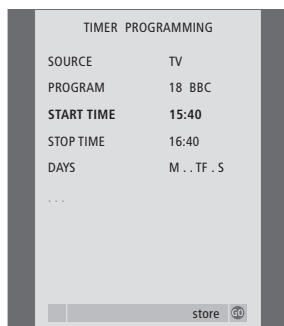 TIMER PROGRAMMING
SOURCE TV
PROGRAM 18 BBC
START TIME 15:40
STOP TIME 16:40
DAYS M . . TF . S
. . .
store GO